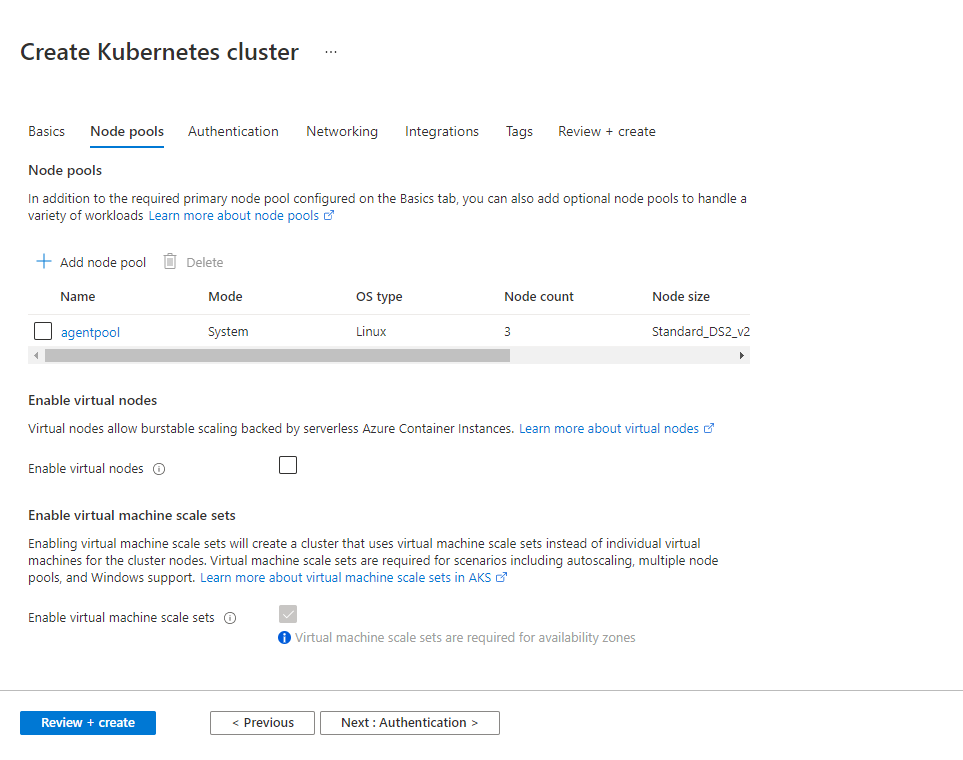 Create Kubernetes cluster ...
Basics Node pools Authentication Networking Integrations Tags Review + create
Node pools
In addition to the required primary node pool configured on the Basics tab, you can also add optional node pools to handle a
variety of workloads Learn more about node pools
Add node pool Delete
Name Mode OS type Node count Node size
agentpool System Linux 3 Standard_DS2_v2
Enable virtual nodes
Virtual nodes allow burstable scaling backed by serverless Azure Container Instances. Learn more about virtual nodes
Enable virtual nodes
Enable virtual machine scale sets
Enabling virtual machine scale sets will create a cluster that uses virtual machine scale sets instead of individual virtual
machines for the cluster nodes. Virtual machine scale sets are required for scenarios including autoscaling, multiple node
pools, and Windows support. Learn more about virtual machine scale sets in AKS
Enable virtual machine scale sets
Virtual machine scale sets are required for availability zones
Review + create < Previous Next : Authentication >